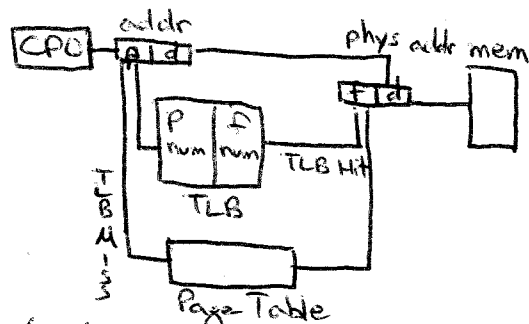 addr
CPU
p d
phys addr mem
f d
p f
num num
TLB Hit
TLB
TLB MISS
Page Table